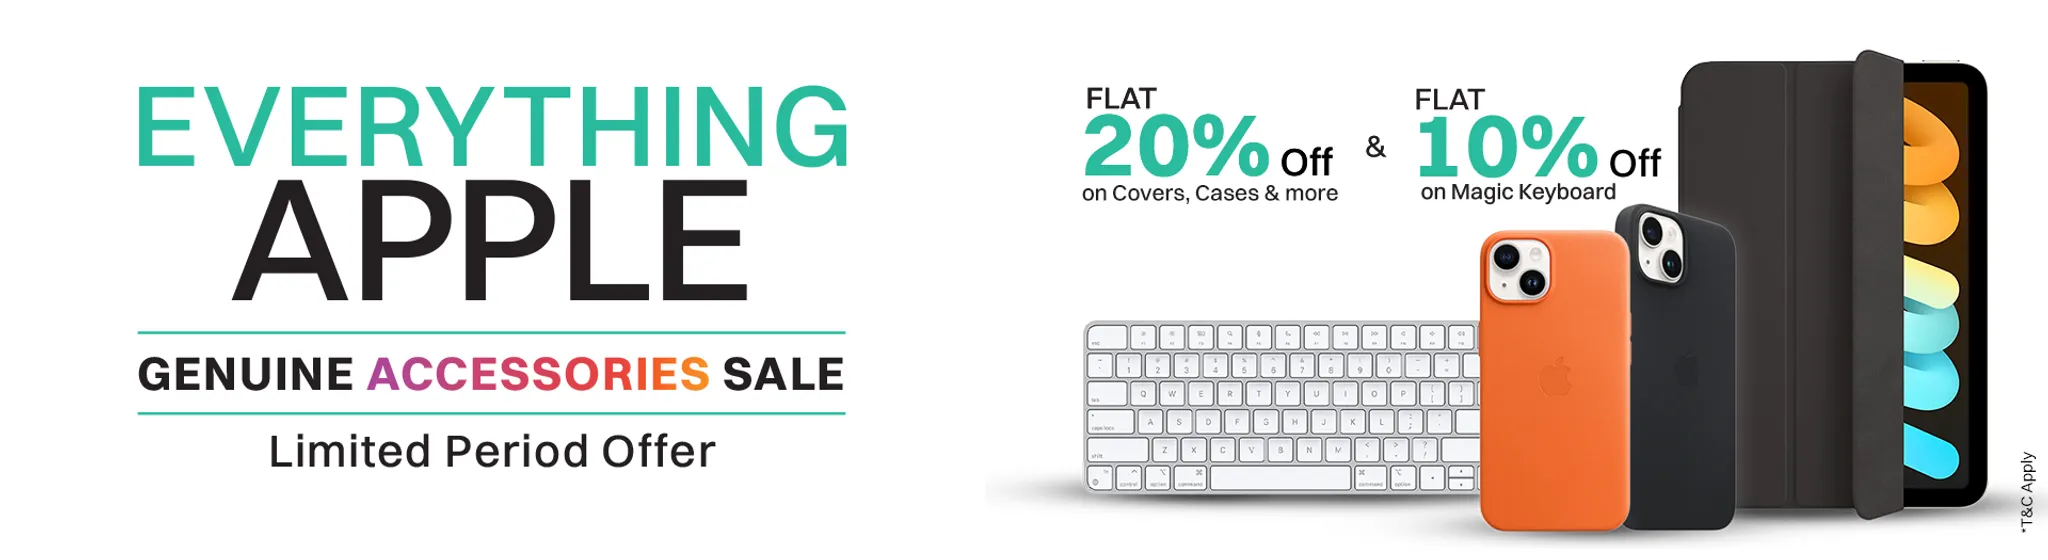 EVERYTHING
APPLE
GENUINE ACCESSORIES SALE
Limited Period Offer
FLAT
20% Off
on Covers, Cases & more
&
FLAT
10% Off
on Magic Keyboard
*T&C Apply